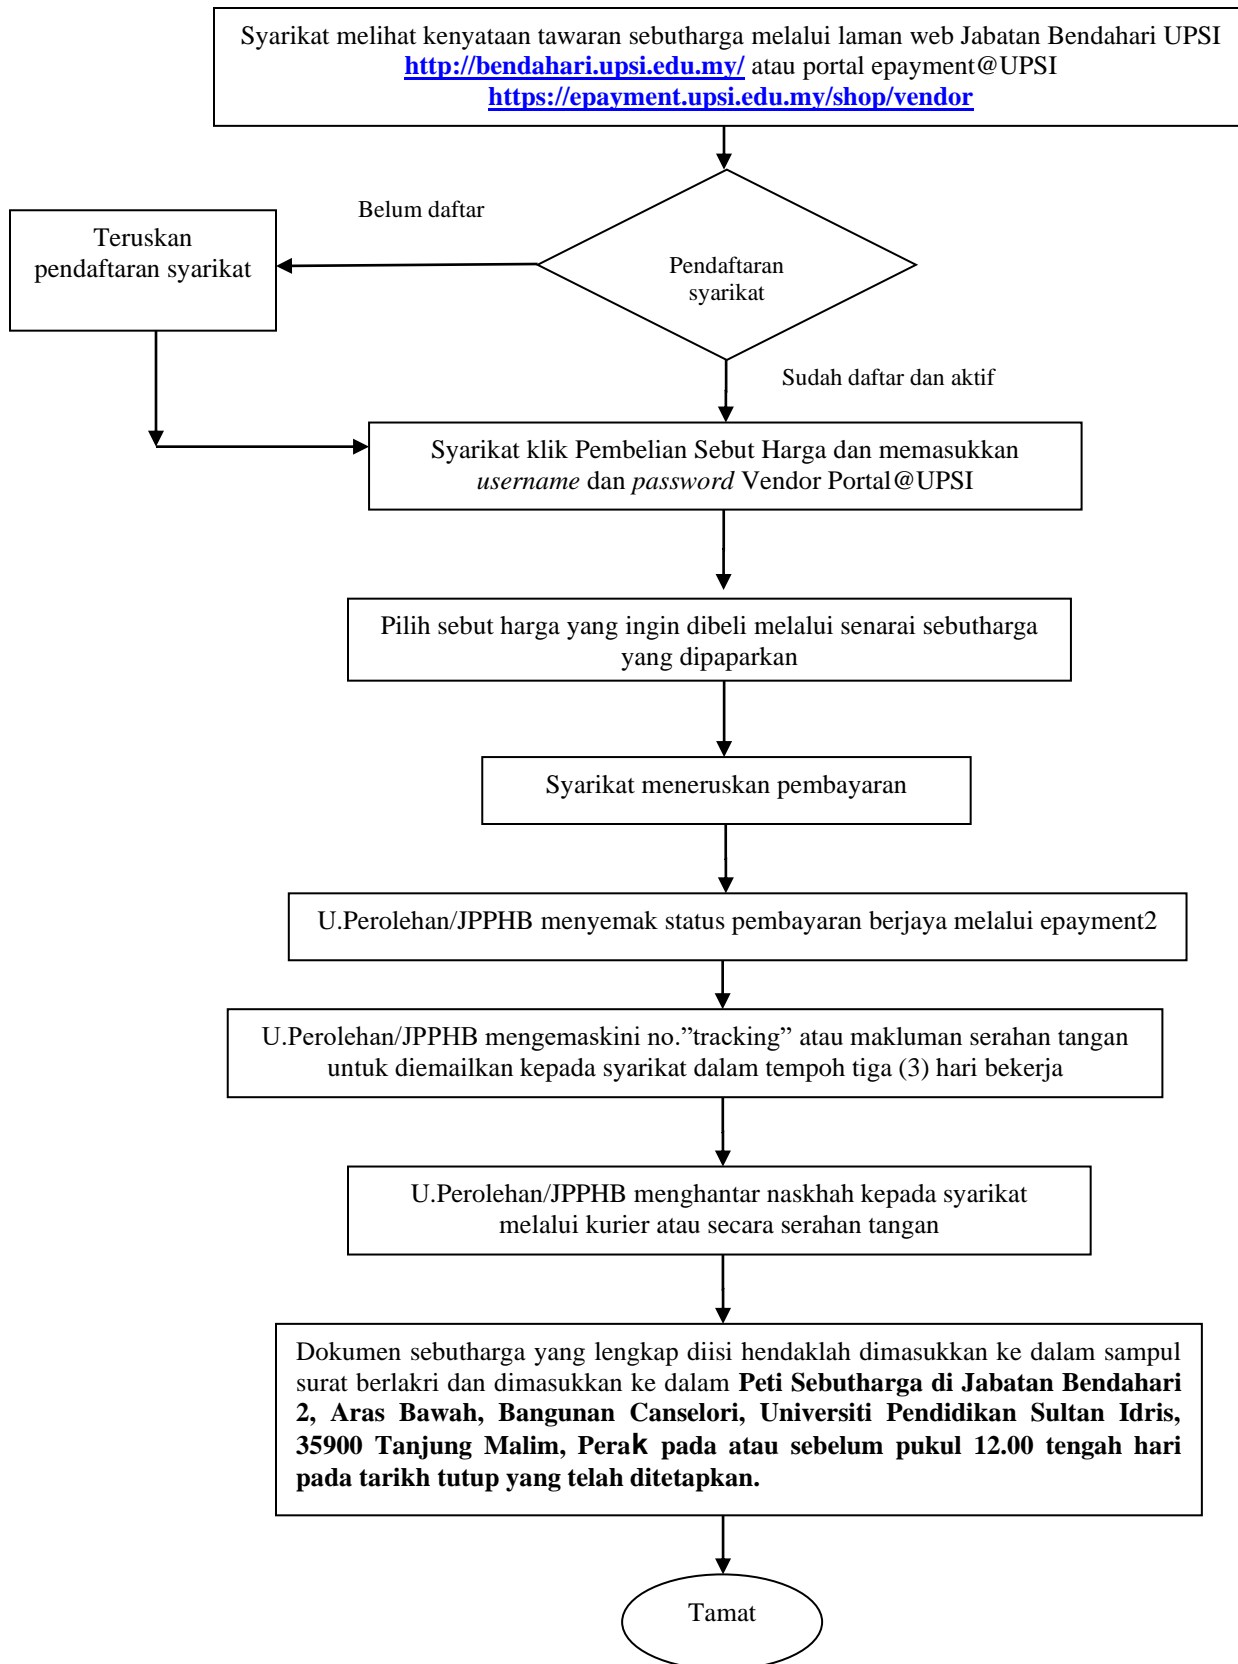 Syarikat melihat kenyataan tawaran sebutharga melalui laman web Jabatan Bendahari UPSI
http://bendahari.upsi.edu.my/ atau portal epayment@UPSI
https://epayment.upsi.edu.my/shop/vendor
Belum daftar
Teruskan
pendaftaran syarikat
Pendaftaran
syarikat
Sudah daftar dan aktif
Syarikat klik Pembelian Sebut Harga dan memasukkan
username dan password Vendor Portal@UPSI
Pilih sebut harga yang ingin dibeli melalui senarai sebutharga
yang dipaparkan
Syarikat meneruskan pembayaran
U.Perolehan/JPPHB menyemak status pembayaran berjaya melalui epayment2
U.Perolehan/JPPHB mengemaskini no.”tracking” atau makluman serahan tangan
untuk diemailkan kepada syarikat dalam tempoh tiga (3) hari bekerja
U.Perolehan/JPPHB menghantar naskhah kepada syarikat
melalui kurier atau secara serahan tangan
Dokumen sebutharga yang lengkap diisi hendaklah dimasukkan ke dalam sampul
surat berlakri dan dimasukkan ke dalam Peti Sebutharga di Jabatan Bendahari
2, Aras Bawah, Bangunan Canselori, Universiti Pendidikan Sultan Idris,
35900 Tanjung Malim, Perak pada atau sebelum pukul 12.00 tengah hari
pada tarikh tutup yang telah ditetapkan.
Tamat